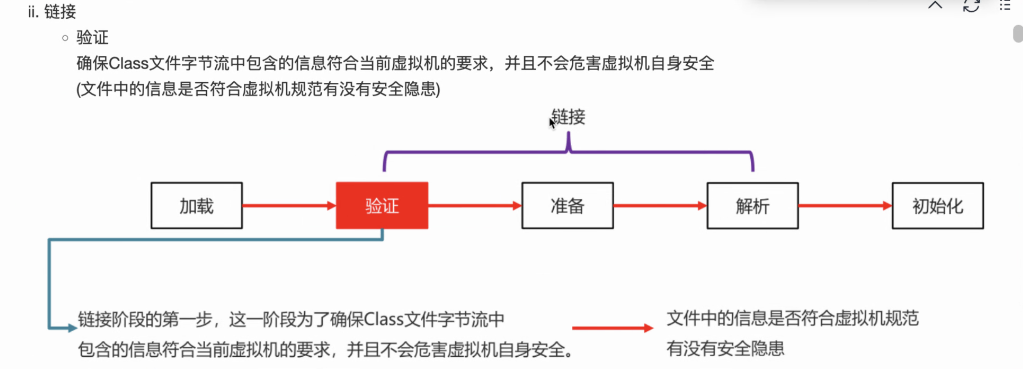 ii. 链接
○ 验证
确保Class文件字节流中包含的信息符合当前虚拟机的要求，并且不会危害虚拟机自身安全
(文件中的信息是否符合虚拟机规范有没有安全隐患)
链接
加载
验证
准备
解析
初始化
链接阶段的第一步，这一阶段为了确保Class文件字节流中
包含的信息符合当前虚拟机的要求，并且不会危害虚拟机自身安全。
文件中的信息是否符合虚拟机规范
有没有安全隐患